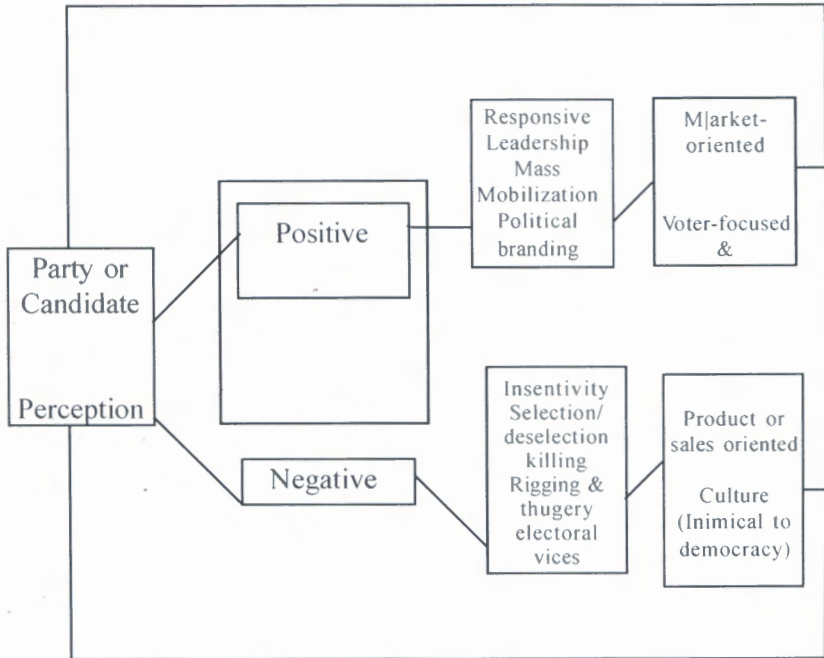 Party or
Candidate
Perception
Positive
Responsive
Leadership
Mass
Mobilization
Political
branding
M|arket-
oriented
Voter-focused
&
Negative
Insentivity
Selection/
deselection
killing
Rigging &
thugery
electoral
vices
Product or
sales oriented
Culture
(Inimical to
democracy)